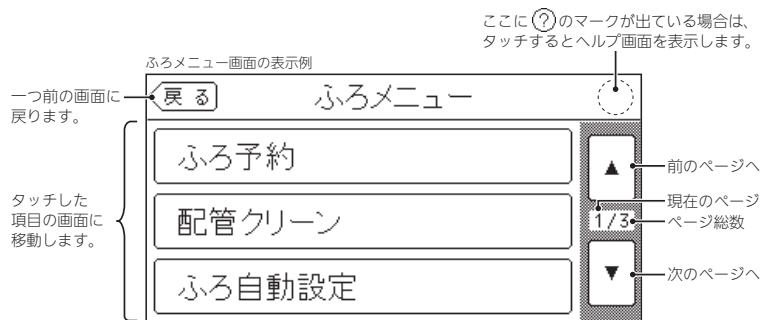 ここに?のマークが出ている場合は、
タッチするとヘルプ画面を表示します。
ふろメニュー画面の表示例
一つ前の画面に
戻ります。
戻る
ふろメニュー
ふろ予約
配管クリーン
ふろ自動設定
タッチした
項目の画面に
移動します。
▲
1/3
▼
前のページへ
現在のページ
ページ総数
次のページへ